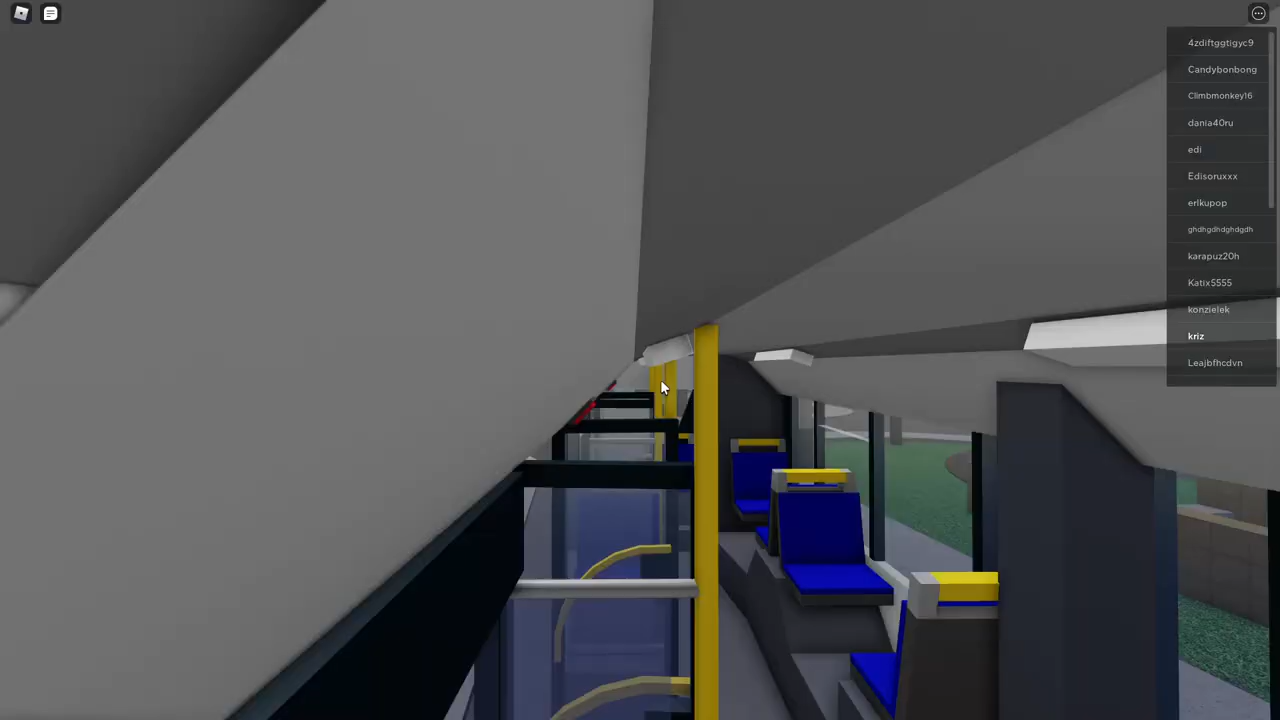 4zdiftggtigyc9
Candybonbong
Climbmonkey16
dania40ru
edi
Edisoruxxx
erlkupop
ghdhgdhdghdgdh
karapuz20h
Katix5555
konzielek
kriz
Leajbfhcdvn